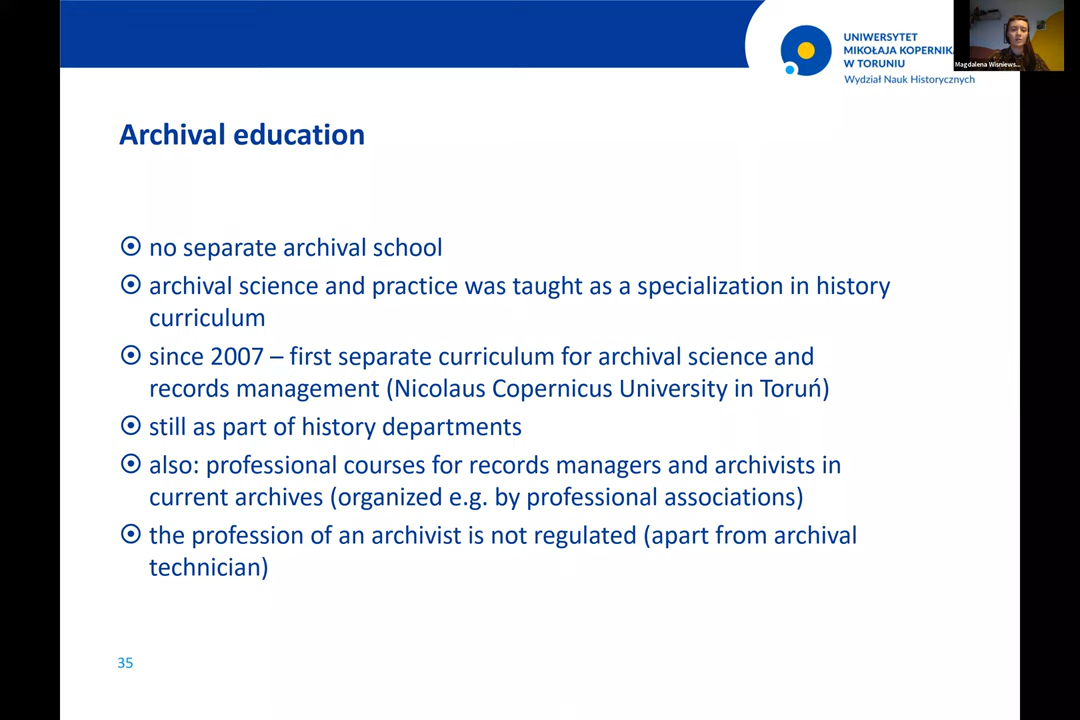 UNIWERSYTET
MIKOŁAJA KOPERNIKA
W TORUNIU
Wydział Nauk Historycznych
Magdalena Wisniews...
Archival education
no separate archival school
archival science and practice was taught as a specialization in history
curriculum
since 2007 – first separate curriculum for archival science and
records management (Nicolaus Copernicus University in Toruń)
still as part of history departments
also: professional courses for records managers and archivists in
current archives (organized e.g. by professional associations)
the profession of an archivist is not regulated (apart from archival
technician)
35